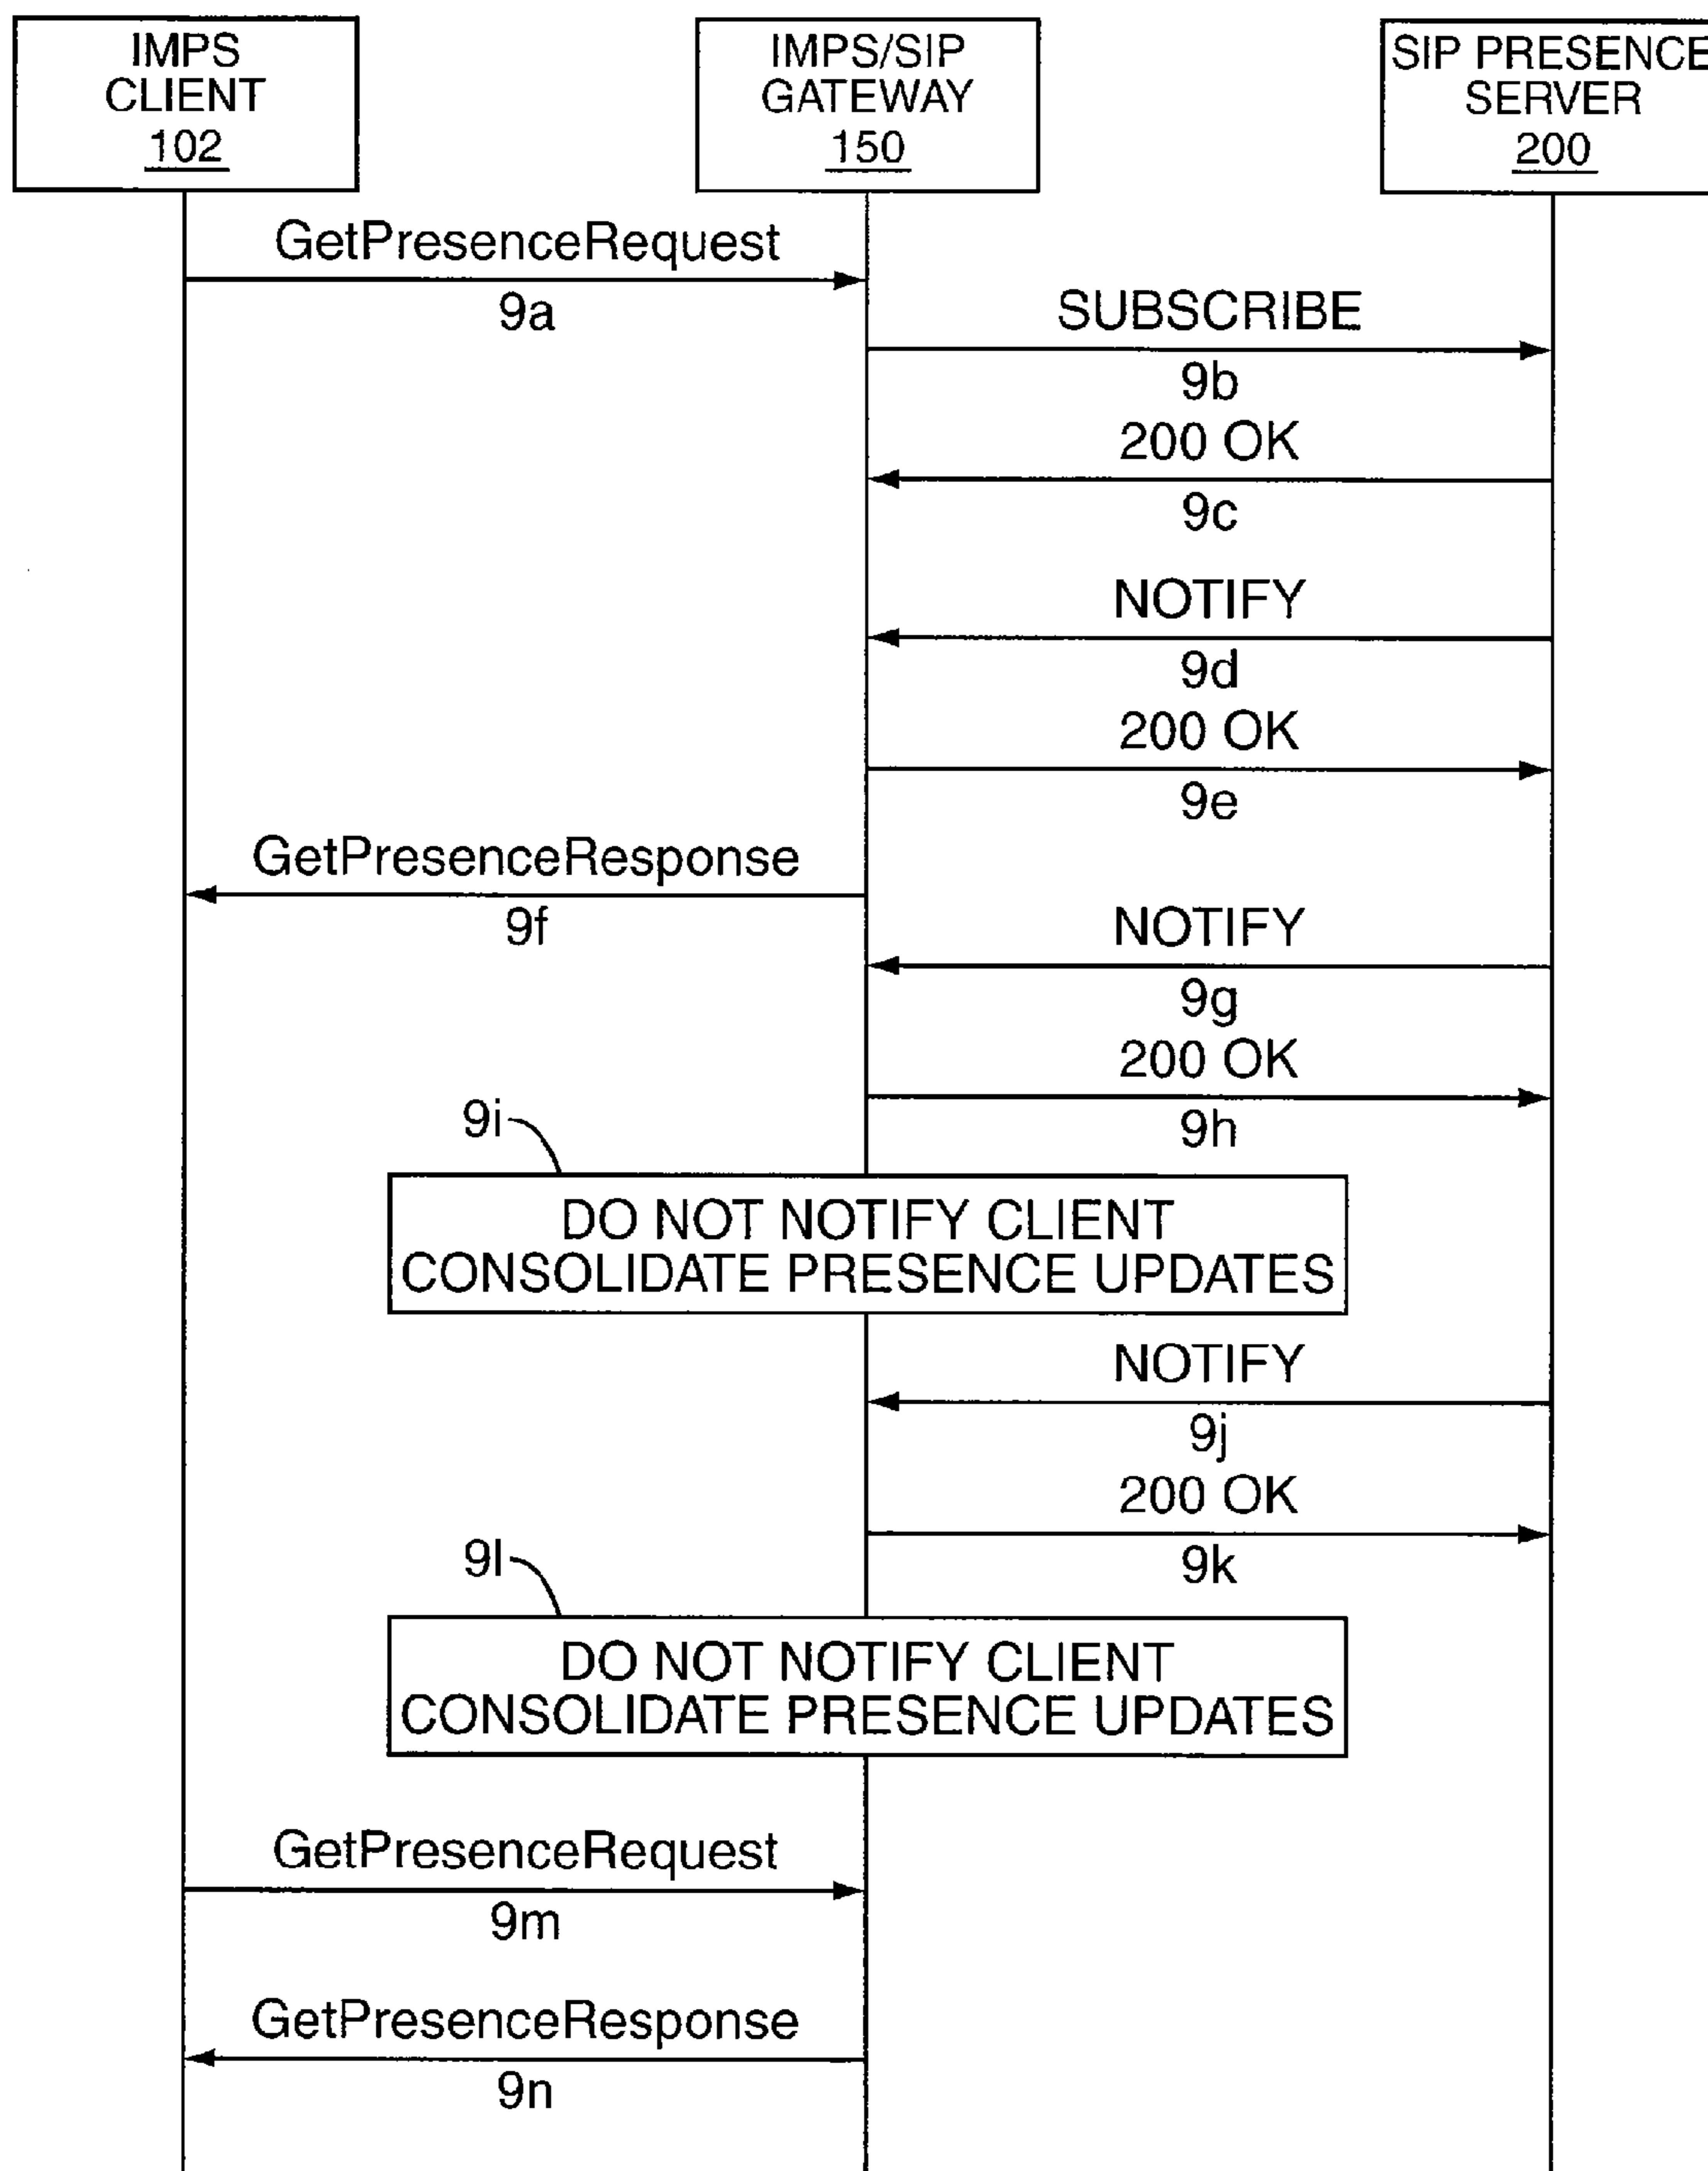 IMPS
CLIENT
102
IMPS/SIP
GATEWAY
150
SIP PRESENCE
SERVER
200
GetPresenceRequest
9a
SUBSCRIBE
9b
200 OK
9c
NOTIFY
9d
200 OK
9e
GetPresenceResponse
9f
NOTIFY
9g
200 OK
9h
9i
DO NOT NOTIFY CLIENT
CONSOLIDATE PRESENCE UPDATES
NOTIFY
9j
200 OK
9k
9l
DO NOT NOTIFY CLIENT
CONSOLIDATE PRESENCE UPDATES
GetPresenceRequest
9m
GetPresenceResponse
9n